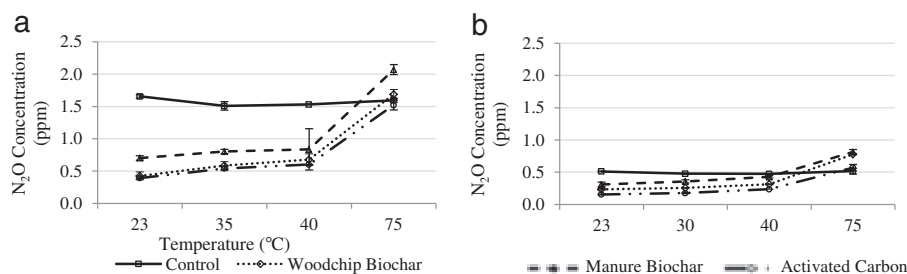 a
N₂O Concentration
(ppm)
2.5
2.0
1.5
1.0
0.5
0.0
23 35 40 75
Temperature (℃)
Control Woodchip Biochar
b
N₂O Concentration
(ppm)
2.5
2.0
1.5
1.0
0.5
0.0
23 30 40 75
Manure Biochar Activated Carbon